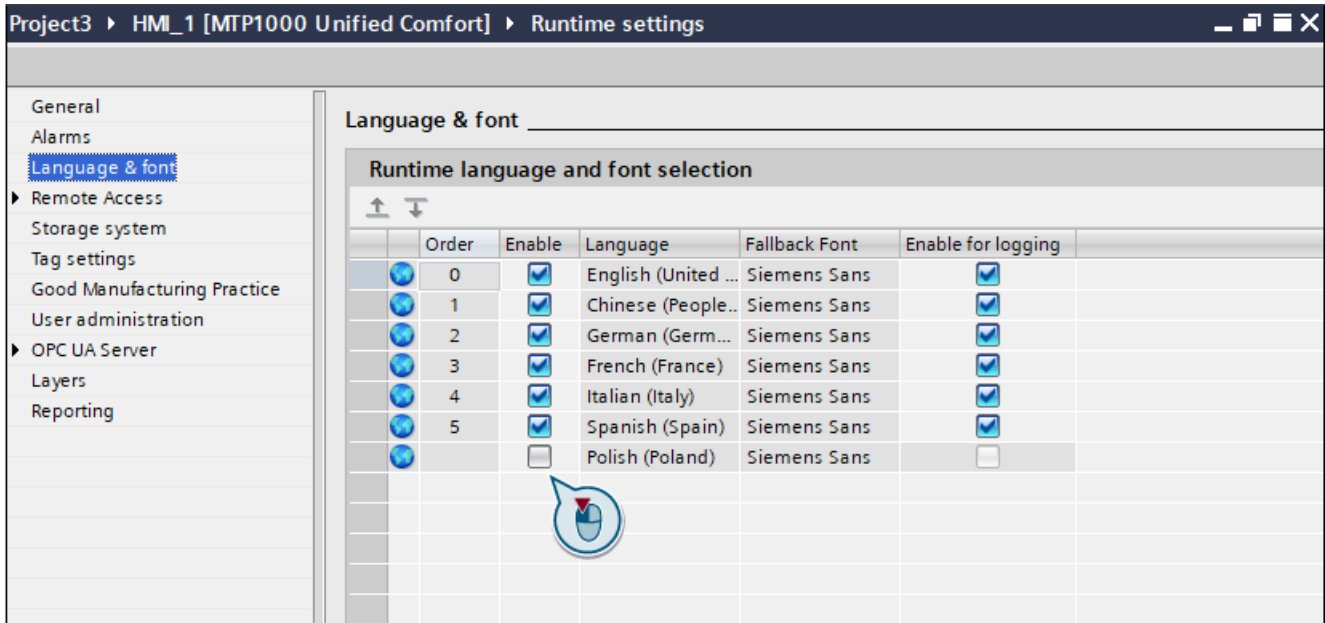 Project3 ▸ HMI_1 [MTP1000 Unified Comfort] ▸ Runtime settings
General
Alarms
Language & font
Remote Access
Storage system
Tag settings
Good Manufacturing Practice
User administration
OPC UA Server
Layers
Reporting
Language & font
Runtime language and font selection
Order Enable Language Fallback Font Enable for logging
0 English (United ... Siemens Sans
1 Chinese (People.. Siemens Sans
2 German (Germ... Siemens Sans
3 French (France) Siemens Sans
4 Italian (Italy) Siemens Sans
5 Spanish (Spain) Siemens Sans
Polish (Poland) Siemens Sans